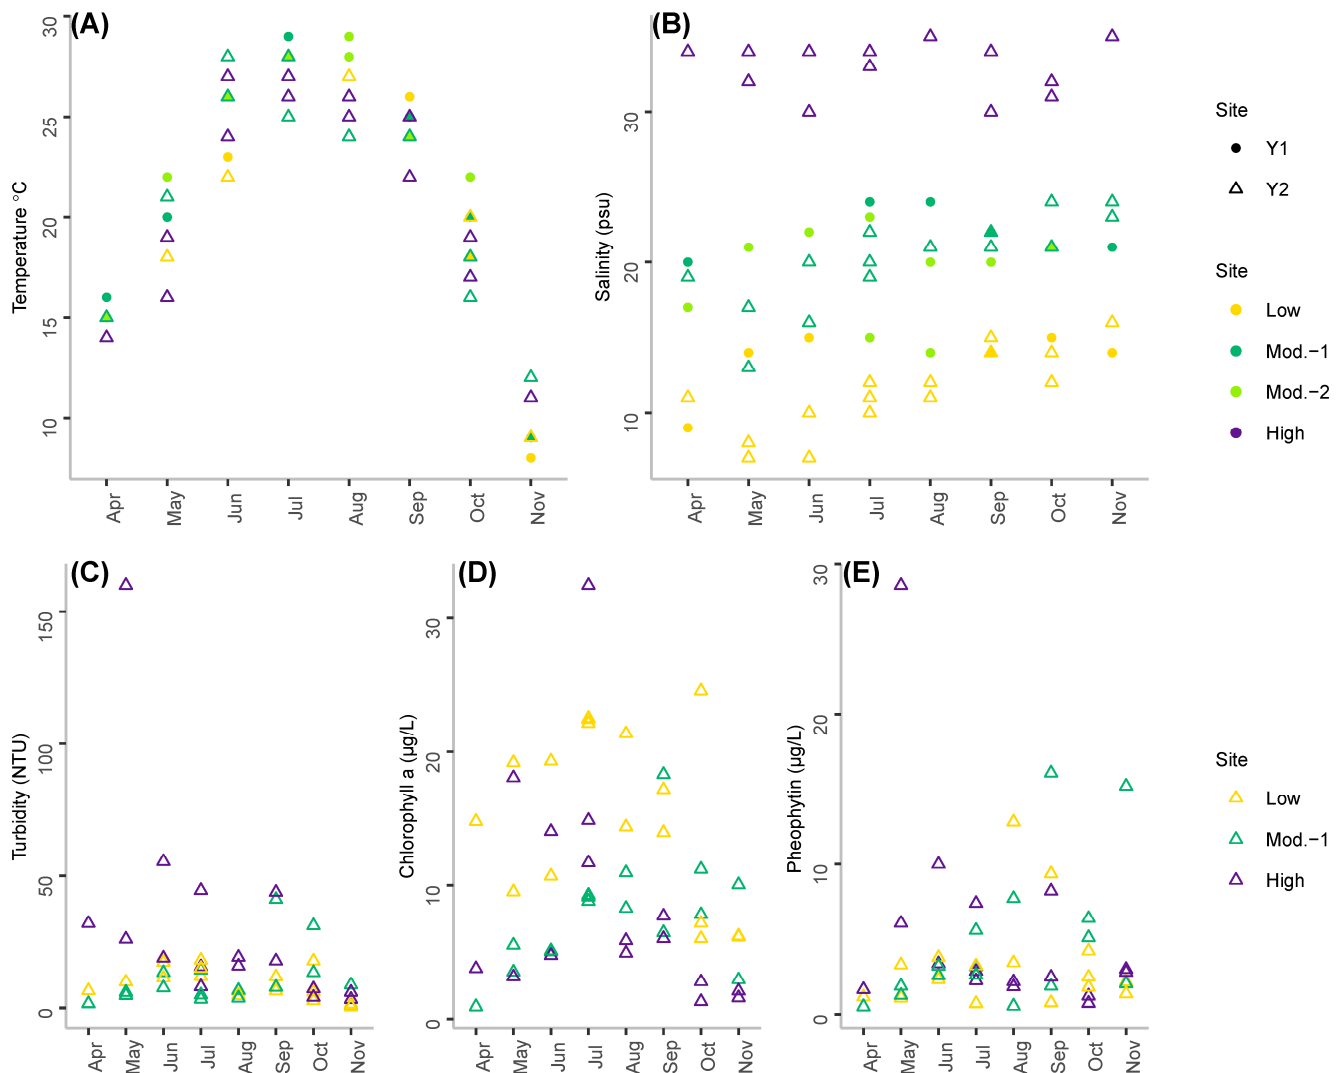 (A)
30
25
20
15
10
Temperature °C
Apr
May
Jun
Jul
Aug
Sep
Oct
Nov
(B)
30
20
10
Salinity (psu)
Apr
May
Jun
Jul
Aug
Sep
Oct
Nov
Site
Y1
Y2
Site
Low
Mod.−1
Mod.−2
High
(C)
150
100
50
0
Turbidity (NTU)
Apr
May
Jun
Jul
Aug
Sep
Oct
Nov
(D)
30
20
10
0
Chlorophyll a (µg/L)
Apr
May
Jun
Jul
Aug
Sep
Oct
Nov
(E)
30
20
10
0
Pheophytin (µg/L)
Apr
May
Jun
Jul
Aug
Sep
Oct
Nov
Site
Low
Mod.−1
High